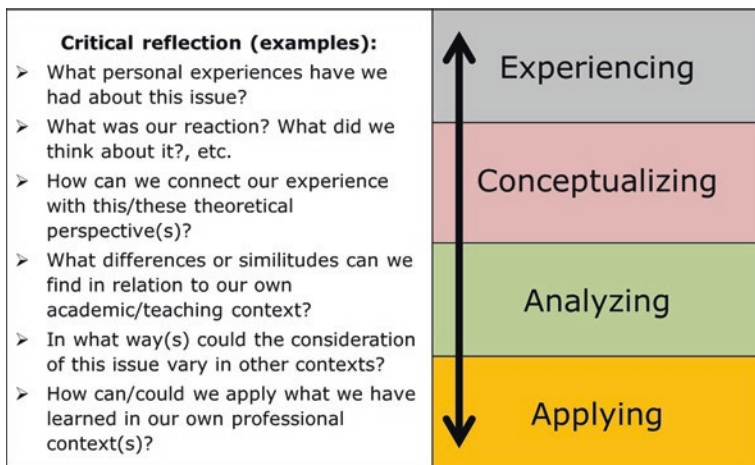 Critical reflection (examples):
➢ What personal experiences have we
had about this issue?
➢ What was our reaction? What did we
think about it?, etc.
➢ How can we connect our experience
with this/these theoretical
perspective(s)?
➢ What differences or similitudes can we
find in relation to our own
academic/teaching context?
➢ In what way(s) could the consideration
of this issue vary in other contexts?
➢ How can/could we apply what we have
learned in our own professional
context(s)?
Experiencing
Conceptualizing
Analyzing
Applying